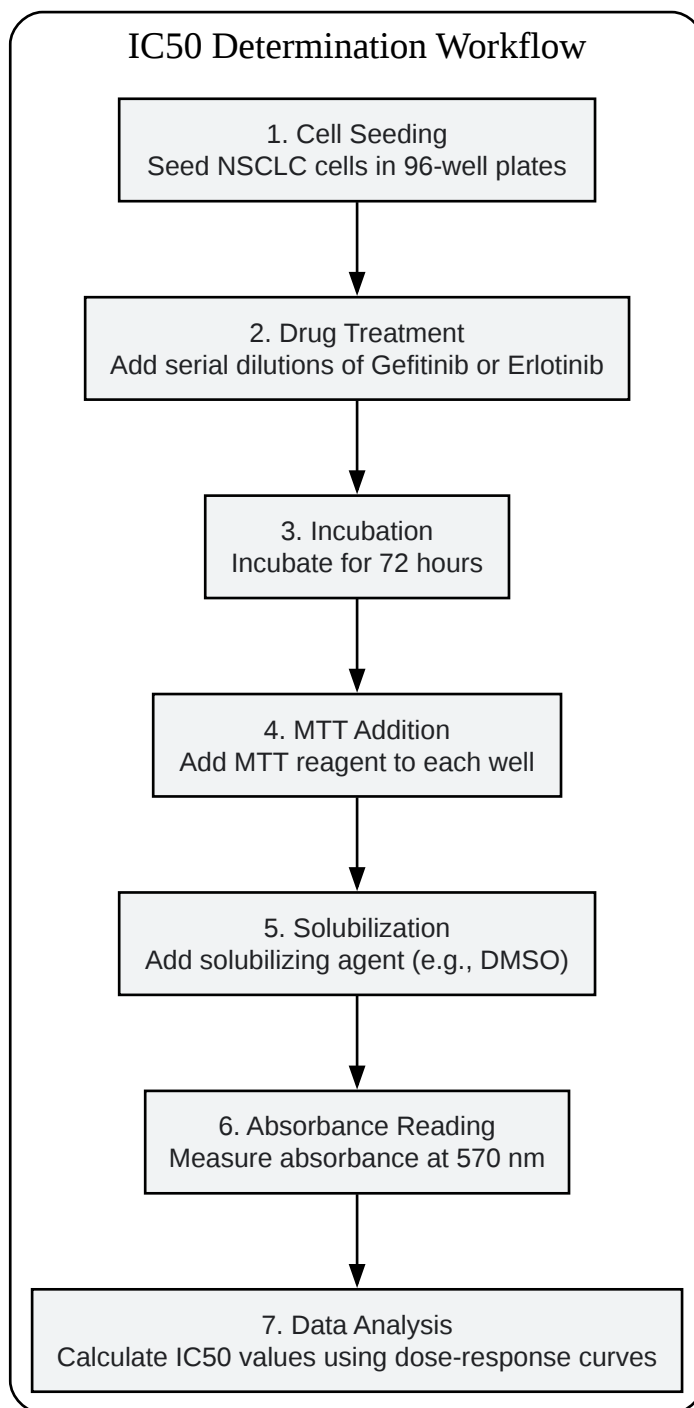 IC50 Determination Workflow
1. Cell Seeding
Seed NSCLC cells in 96-well plates
2. Drug Treatment
Add serial dilutions of Gefitinib or Erlotinib
3. Incubation
Incubate for 72 hours
4. MTT Addition
Add MTT reagent to each well
5. Solubilization
Add solubilizing agent (e.g., DMSO)
6. Absorbance Reading
Measure absorbance at 570 nm
7. Data Analysis
Calculate IC50 values using dose-response curves